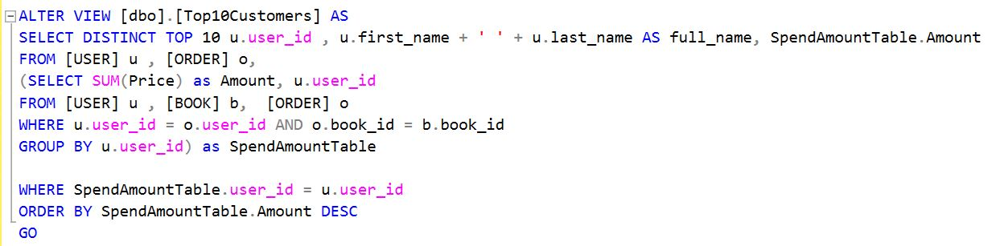 ALTER VIEW [dbo].[Top10Customers] AS
SELECT DISTINCT TOP 10 u.user_id , u.first_name + ' ' + u.last_name AS full_name, SpendAmountTable.Amount
FROM [USER] u , [ORDER] o,
(SELECT SUM(Price) as Amount, u.user_id
FROM [USER] u , [BOOK] b,  [ORDER] o
WHERE u.user_id = o.user_id AND o.book_id = b.book_id
GROUP BY u.user_id) as SpendAmountTable

WHERE SpendAmountTable.user_id = u.user_id
ORDER BY SpendAmountTable.Amount DESC
GO